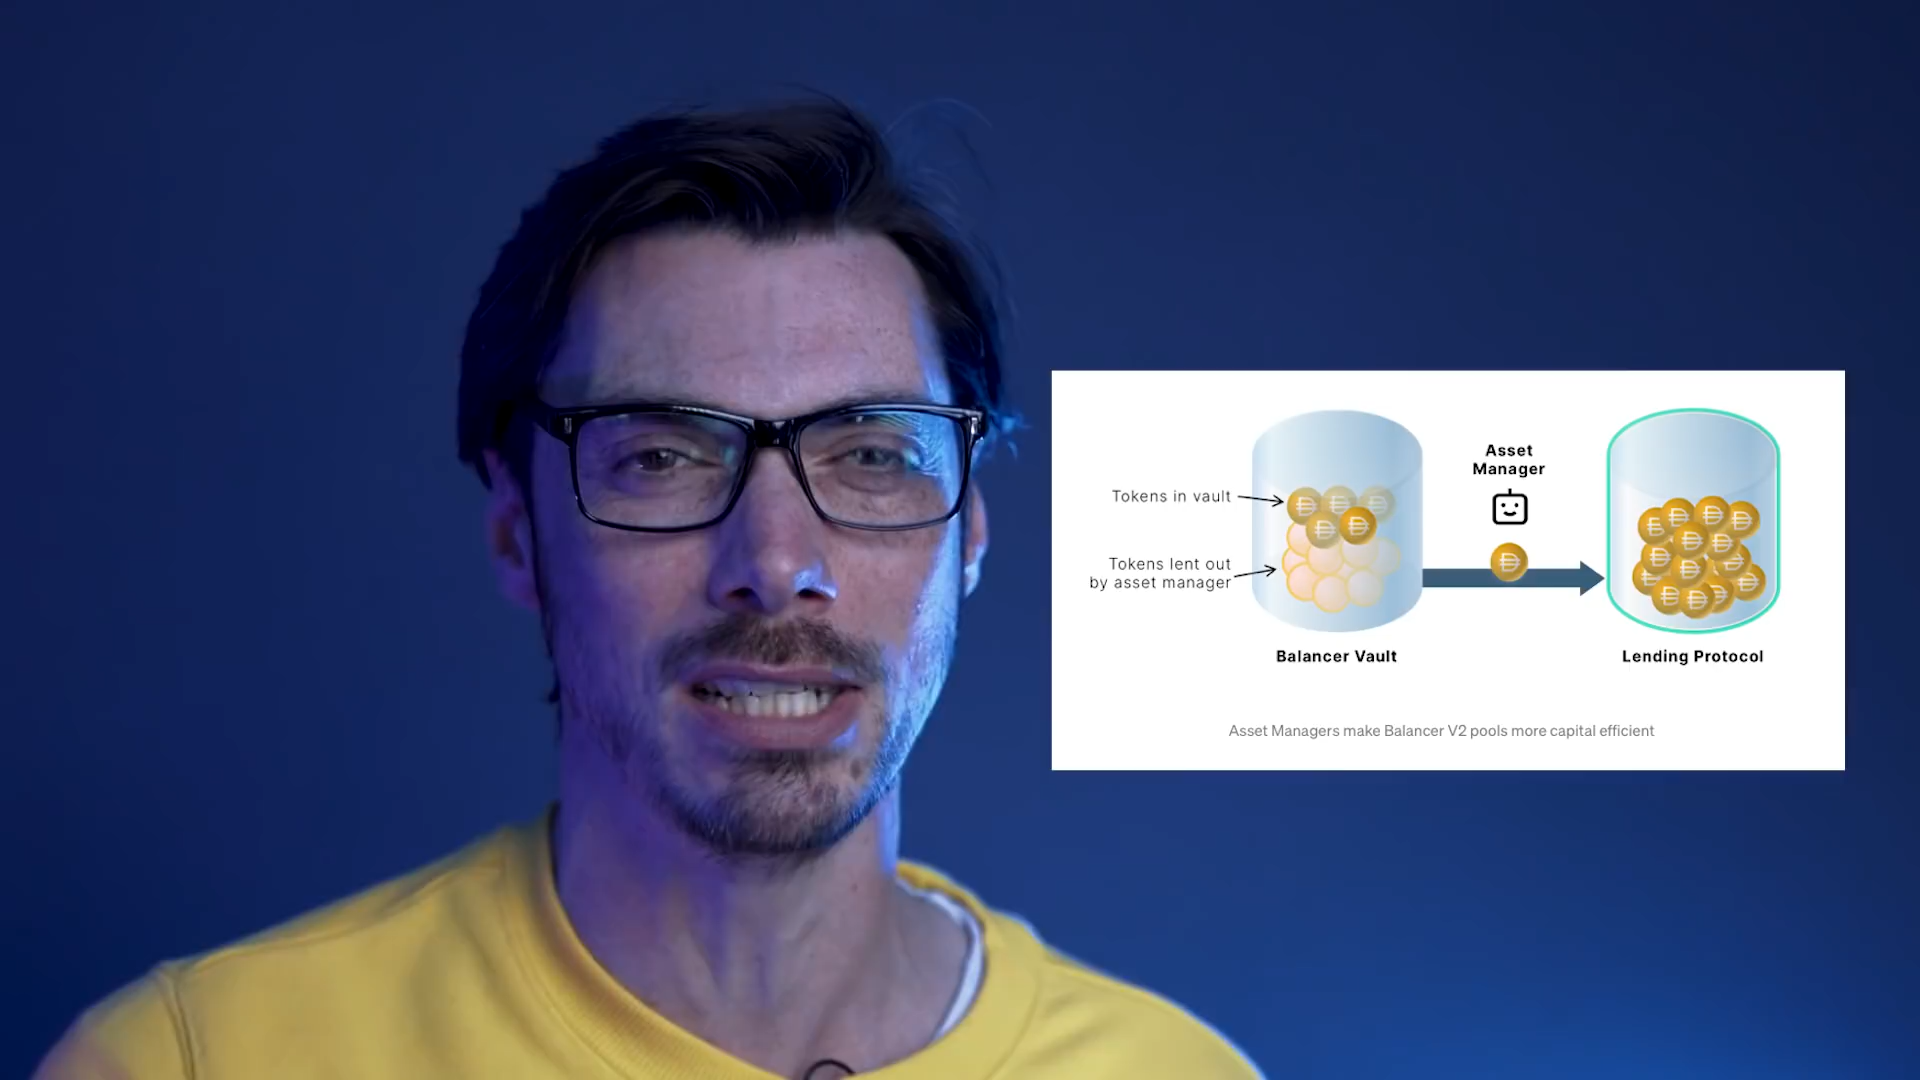 Asset
Manager
Tokens in vault
Tokens lent out
by asset manager
Balancer Vault
Lending Protocol
Asset Managers make Balancer V2 pools more capital efficient